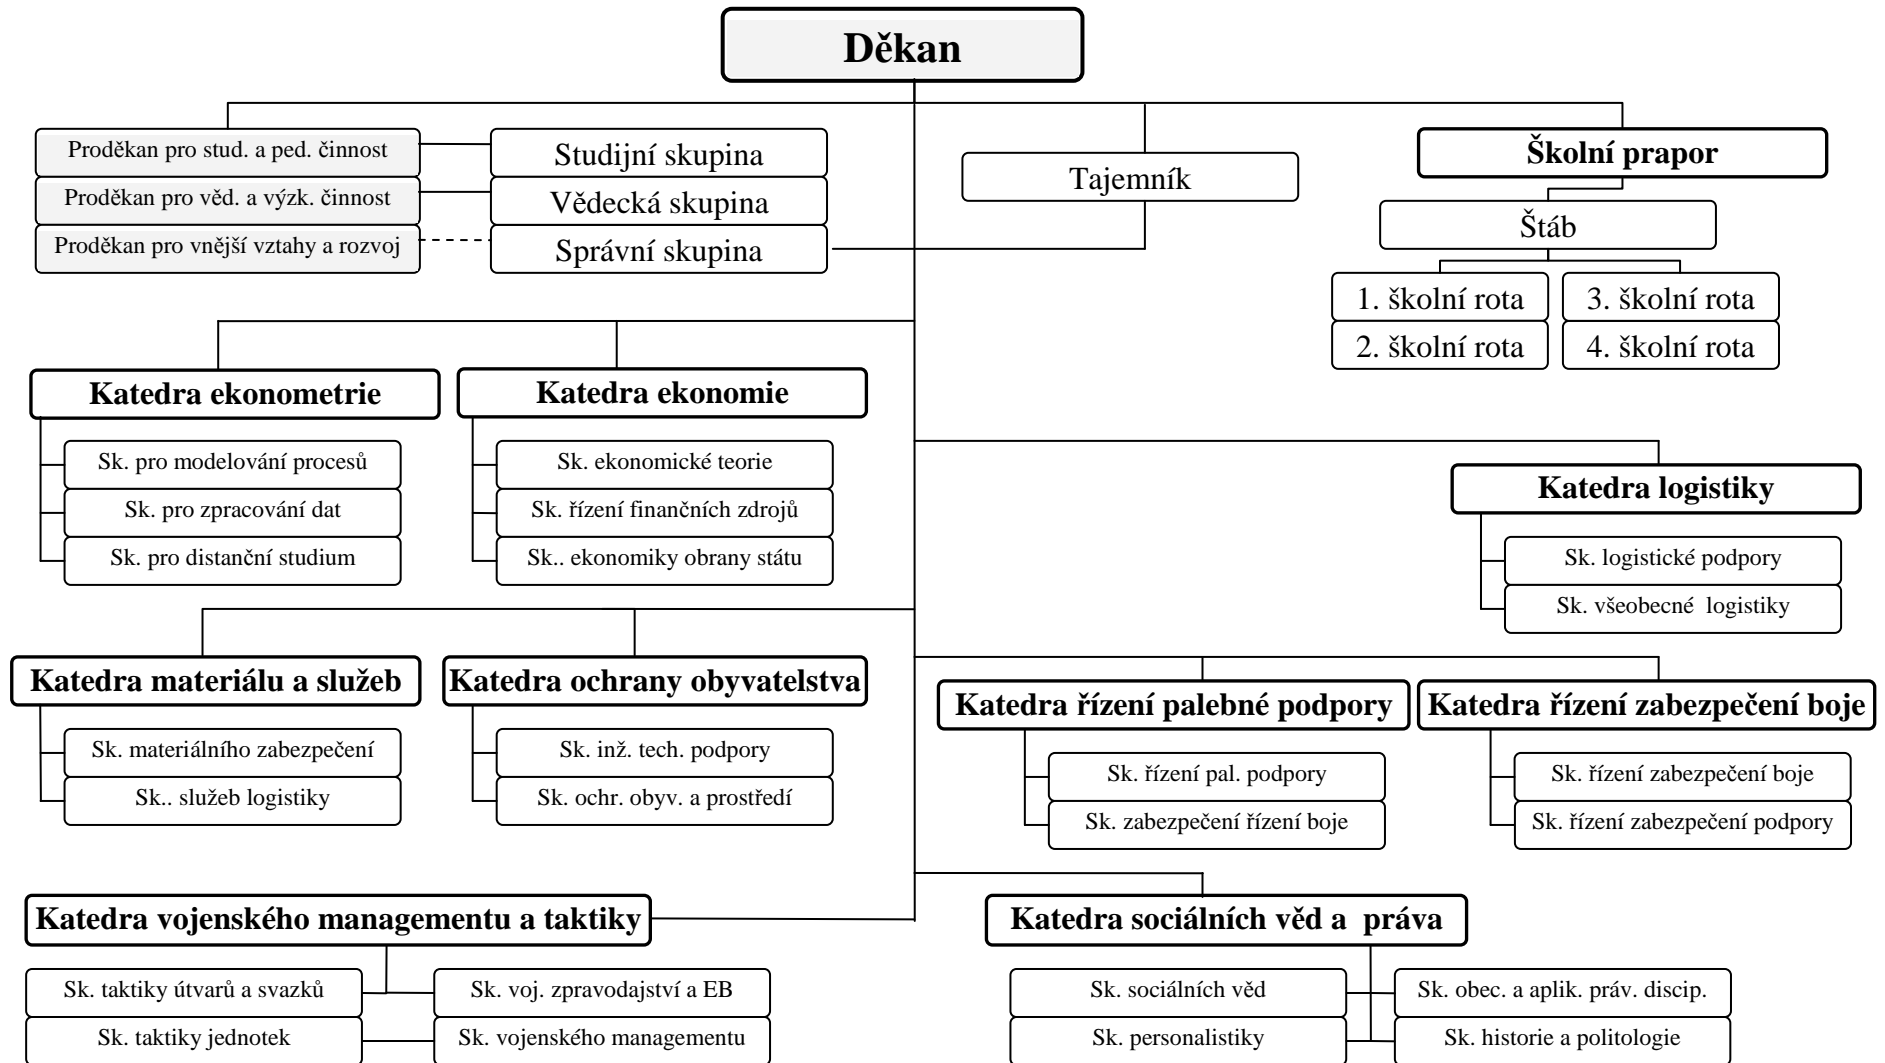 Děkan
Proděkan pro stud. a ped. činnost
Studijní skupina
Proděkan pro věd. a výzk. činnost
Vědecká skupina
Proděkan pro vnější vztahy a rozvoj
Správní skupina
Tajemník
Školní prapor
Štáb
1. školní rota
3. školní rota
2. školní rota
4. školní rota
Katedra ekonometrie
Sk. pro modelování procesů
Sk. pro zpracování dat
Sk. pro distanční studium
Katedra ekonomie
Sk. ekonomické teorie
Sk. řízení finančních zdrojů
Sk.. ekonomiky obrany státu
Katedra logistiky
Sk. logistické podpory
Sk. všeobecné  logistiky
Katedra materiálu a služeb
Sk. materiálního zabezpečení
Sk.. služeb logistiky
Katedra ochrany obyvatelstva
Sk. inž. tech. podpory
Sk. ochr. obyv. a prostředí
Katedra řízení palebné podpory
Sk. řízení pal. podpory
Sk. zabezpečení řízení boje
Katedra řízení zabezpečení boje
Sk. řízení zabezpečení boje
Sk. řízení zabezpečení podpory
Katedra vojenského managementu a taktiky
Sk. taktiky útvarů a svazků
Sk. voj. zpravodajství a EB
Sk. taktiky jednotek
Sk. vojenského managementu
Katedra sociálních věd a  práva
Sk. sociálních věd
Sk. obec. a aplik. práv. discip.
Sk. personalistiky
Sk. historie a politologie